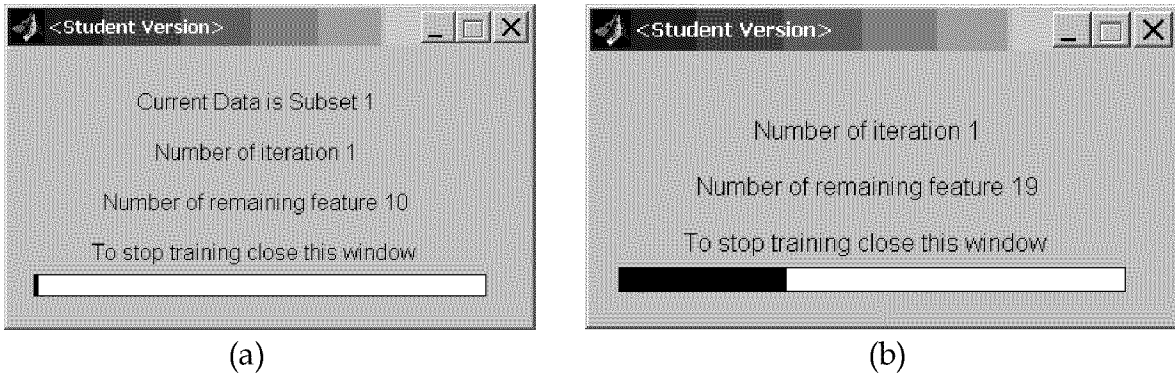 <Student Version>
Current Data is Subset 1
Number of iteration 1
Number of remaining feature 10
To stop training close this window
(a)
<Student Version>
Number of iteration 1
Number of remaining feature 19
To stop training close this window
(b)